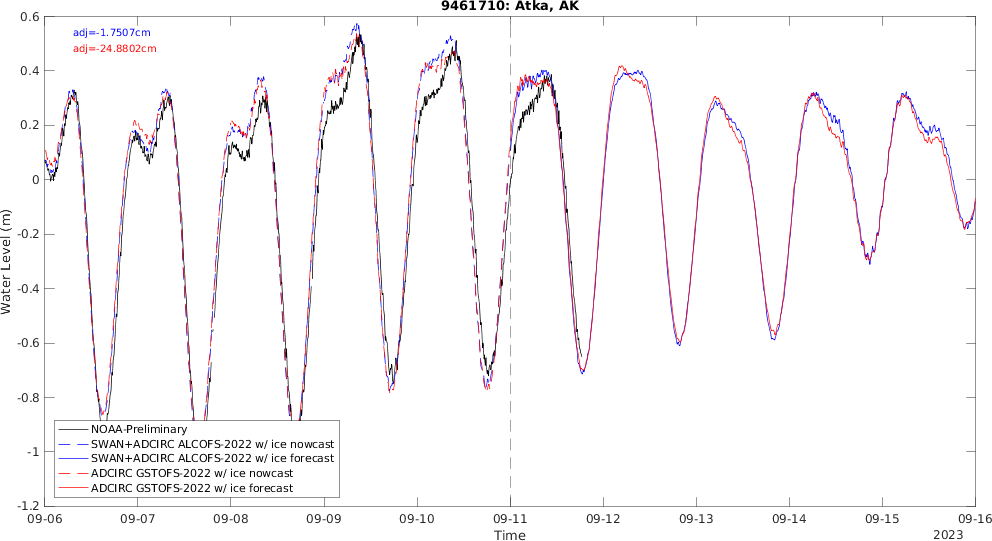 9461710: Atka, AK
adj=-1.7507cm
adj=-24.8802cm
0.6
0.4
0.2
0
-0.2
-0.4
-0.6
-0.8
-1
-1.2
Water Level (m)
NOAA-Preliminary
SWAN+ADCIRC ALCOFS-2022 w/ ice nowcast
SWAN+ADCIRC ALCOFS-2022 w/ ice forecast
ADCIRC GSTOFS-2022 w/ ice nowcast
ADCIRC GSTOFS-2022 w/ ice forecast
09-06 09-07 09-08 09-09 09-10 09-11 09-12 09-13 09-14 09-15 09-16
Time
2023